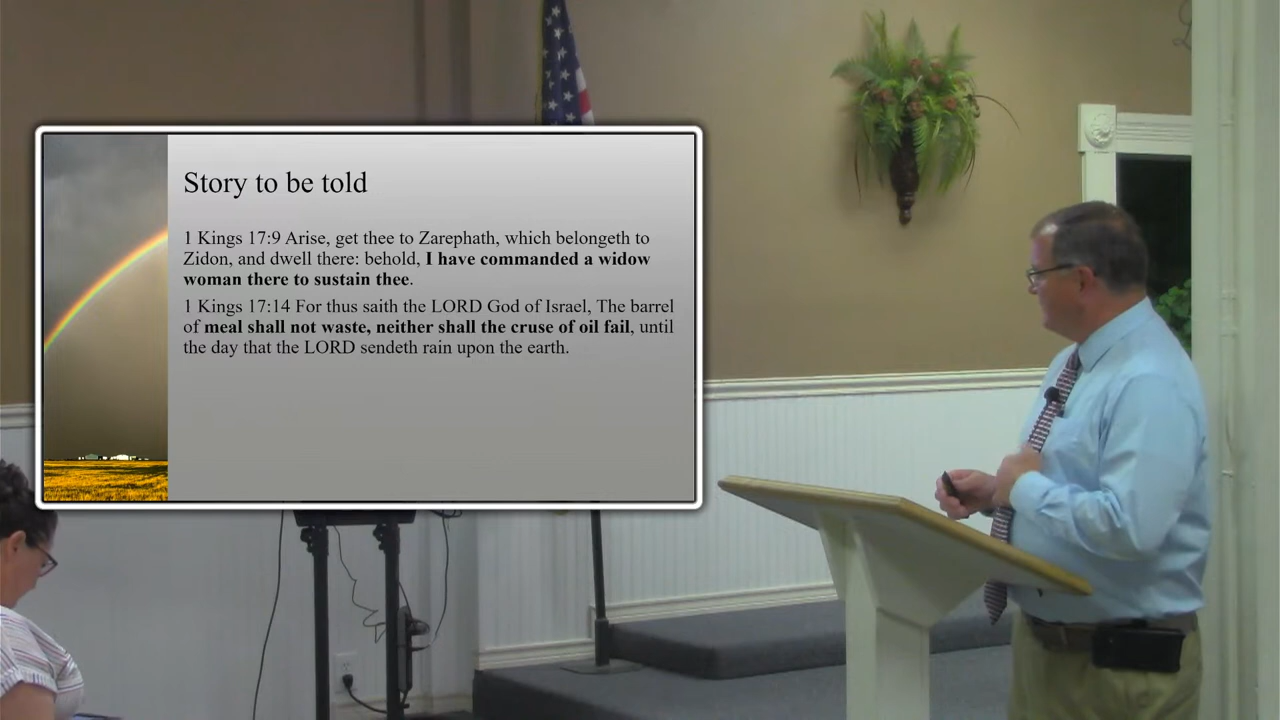 Story to be told
1 Kings 17:9 Arise, get thee to Zarephath, which belongeth to
Zidon, and dwell there: behold, I have commanded a widow
woman there to sustain thee.
1 Kings 17:14 For thus saith the LORD God of Israel, The barrel
of meal shall not waste, neither shall the cruse of oil fail, until
the day that the LORD sendeth rain upon the earth.